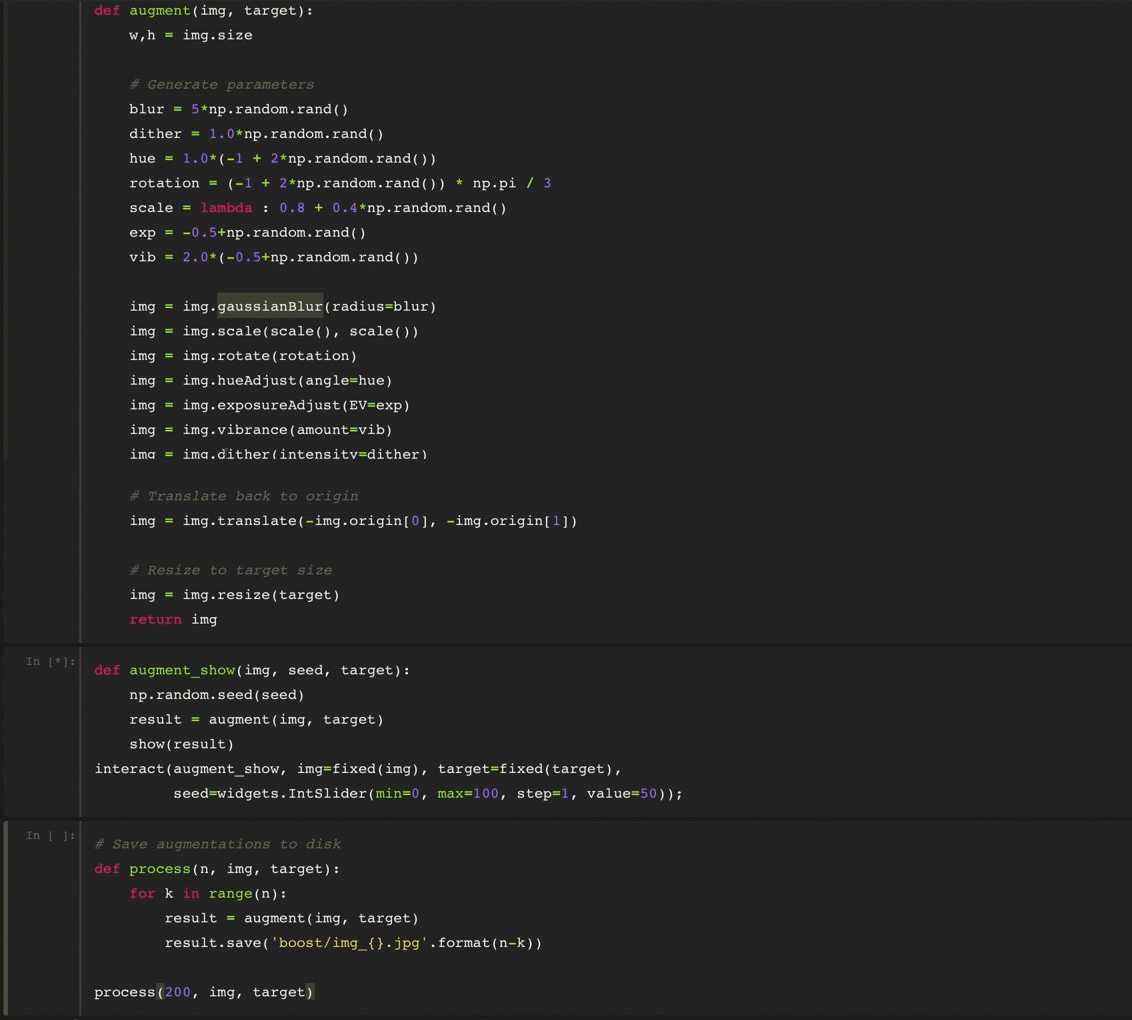 def augment(img, target):
    w,h = img.size

    # Generate parameters
    blur = 5*np.random.rand()
    dither = 1.0*np.random.rand()
    hue = 1.0*(-1 + 2*np.random.rand())
    rotation = (-1 + 2*np.random.rand()) * np.pi / 3
    scale = lambda : 0.8 + 0.4*np.random.rand()
    exp = -0.5+np.random.rand()
    vib = 2.0*(-0.5+np.random.rand())

    img = img.gaussianBlur(radius=blur)
    img = img.scale(scale(), scale())
    img = img.rotate(rotation)
    img = img.hueAdjust(angle=hue)
    img = img.exposureAdjust(EV=exp)
    img = img.vibrance(amount=vib)
    img = img.dither(intensity=dither)

    # Translate back to origin
    img = img.translate(-img.origin[0], -img.origin[1])

    # Resize to target size
    img = img.resize(target)
    return img

In [*]:
def augment_show(img, seed, target):
    np.random.seed(seed)
    result = augment(img, target)
    show(result)
interact(augment_show, img=fixed(img), target=fixed(target),
         seed=widgets.IntSlider(min=0, max=100, step=1, value=50));

In [ ]:
# Save augmentations to disk
def process(n, img, target):
    for k in range(n):
        result = augment(img, target)
        result.save('boost/img_{}.jpg'.format(n-k))

process(200, img, target)